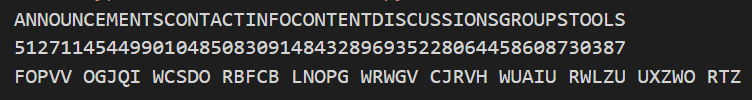 ANNOUNCEMENTSCONTACTINFOCONTENTDISCUSSIONSGROUPSTOOLS
51271145449901048508309148432896935228064458608730387
FOPVV OGJQI WCSDO RBFCB LNOPG WRWGV CJRVH WUAIU RWLZU UXZWO RTZ